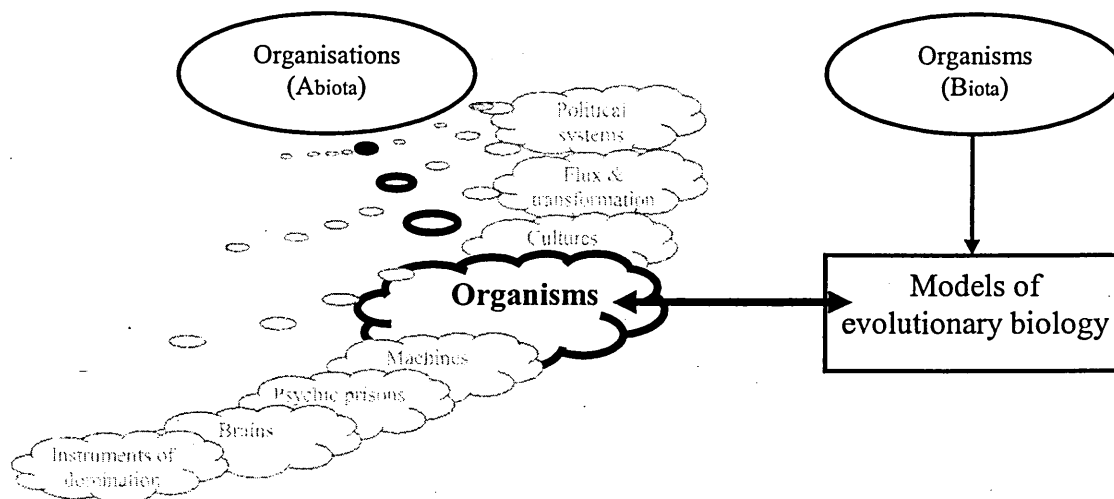 Organisations
(Abiota)
Organisms
(Biota)
Political
systems
Flux &
transformation
Cultures
Organisms
Models of
evolutionary biology
Machines
Psychic prisons
Brains
Instruments of
domination